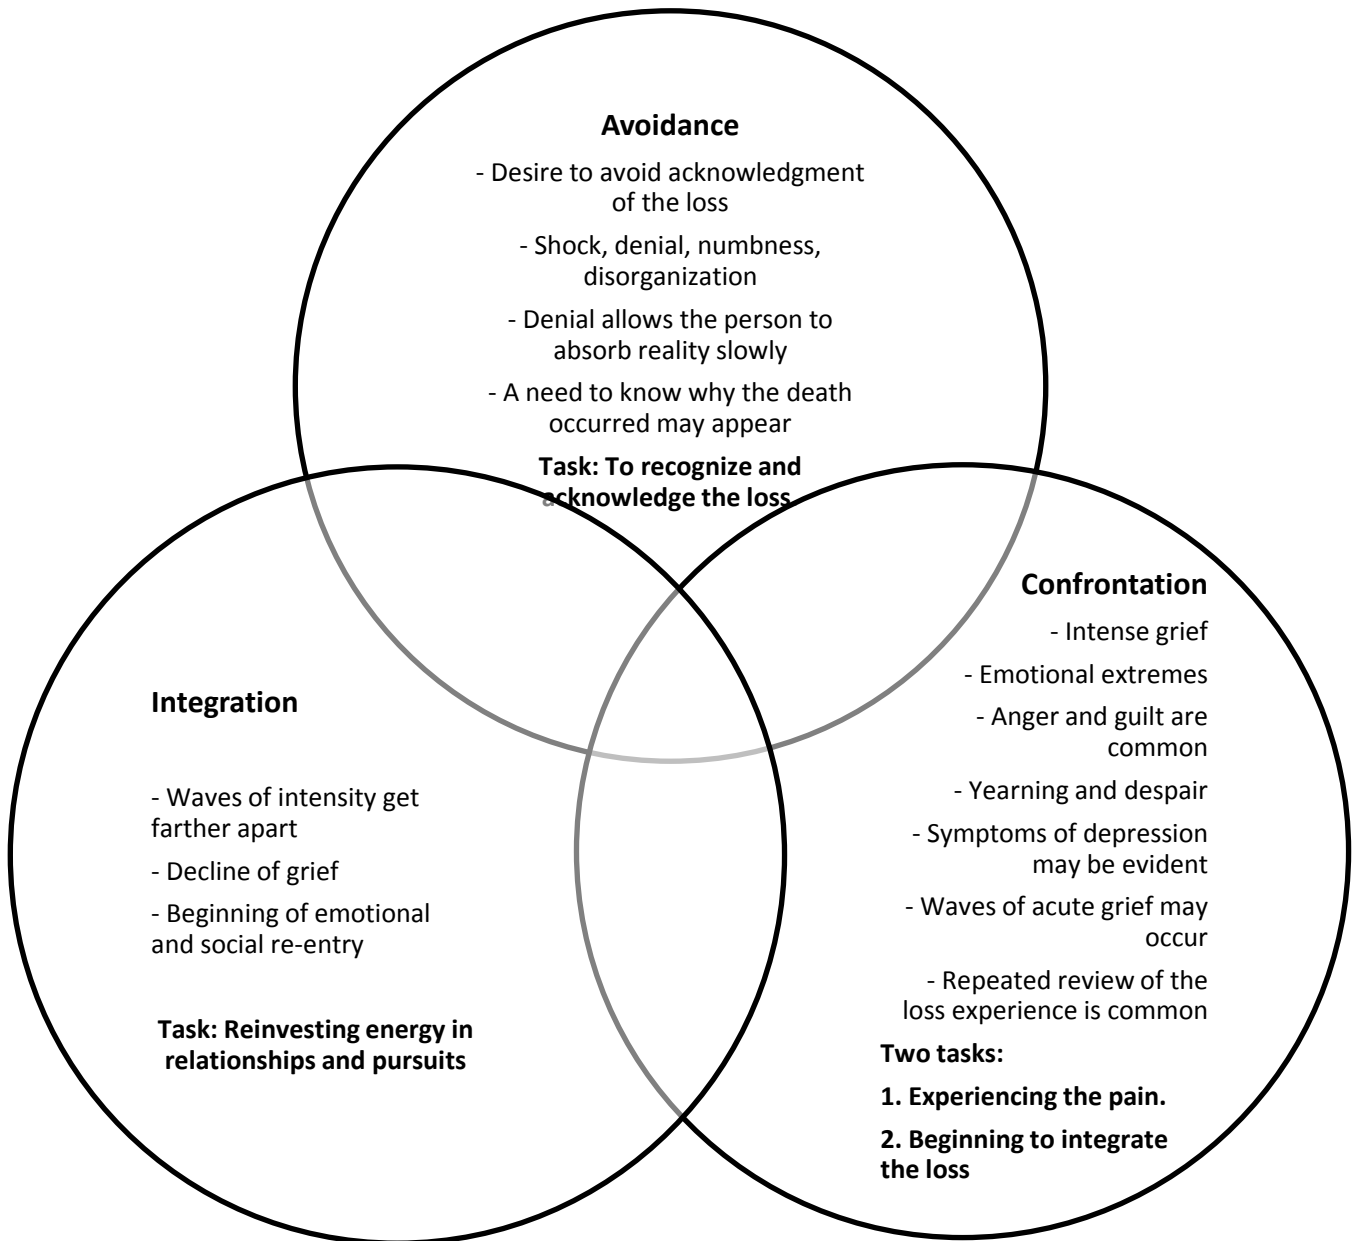 Avoidance
- Desire to avoid acknowledgment
of the loss
- Shock, denial, numbness,
disorganization
- Denial allows the person to
absorb reality slowly
- A need to know why the death
occurred may appear
Task: To recognize and
acknowledge the loss
Confrontation
- Intense grief
- Emotional extremes
- Anger and guilt are
common
- Yearning and despair
- Symptoms of depression
may be evident
- Waves of acute grief may
occur
- Repeated review of the
loss experience is common
Two tasks:
1. Experiencing the pain.
2. Beginning to integrate
the loss
Integration
- Waves of intensity get
farther apart
- Decline of grief
- Beginning of emotional
and social re-entry
Task: Reinvesting energy in
relationships and pursuits